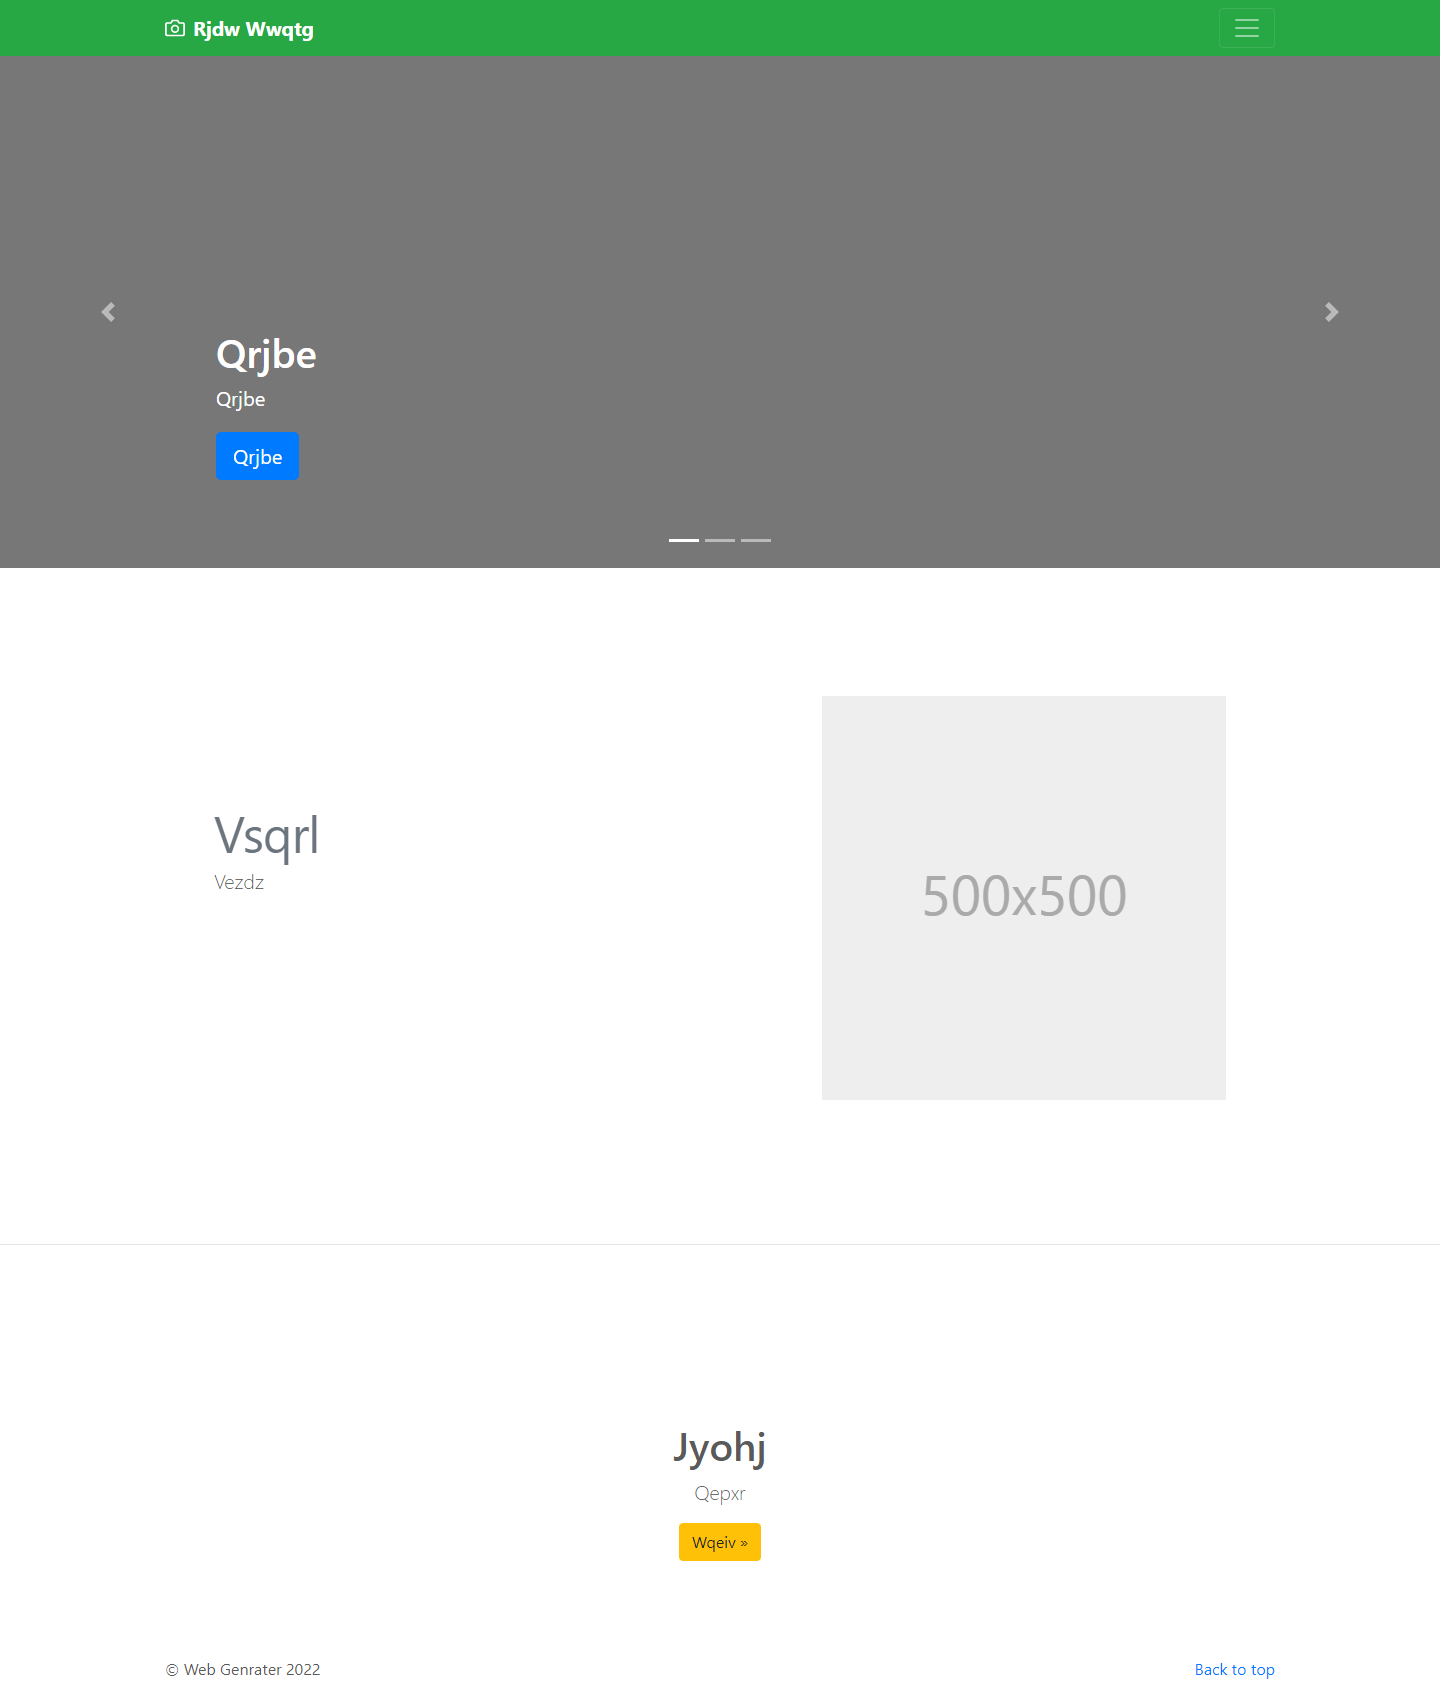 Rjdw Wwqtg
Qrjbe
Qrjbe
Qrjbe
Vsqrl
Vezdz
500x500
Jyohj
Qepxr
Wqeiv »
© Web Genrater 2022
Back to top